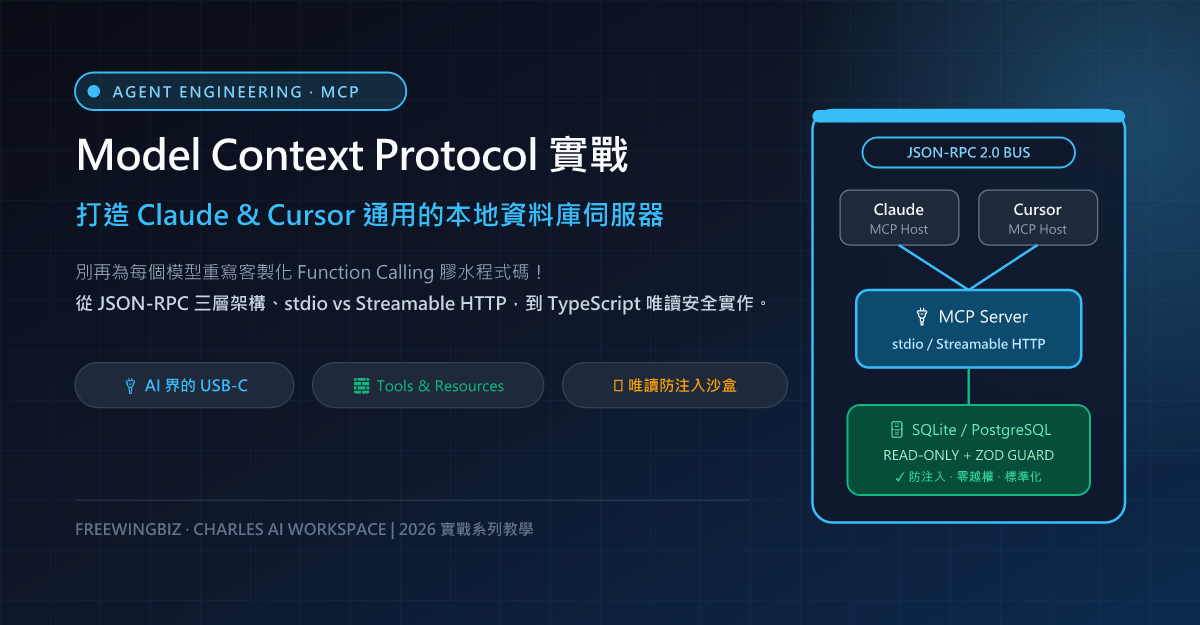 AGENT ENGINEERING · MCP
Model Context Protocol 實戰
打造 Claude & Cursor 通用的本地資料庫伺服器
別再為每個模型重寫客製化 Function Calling 膠水程式碼！
從 JSON-RPC 三層架構、stdio vs Streamable HTTP，到 TypeScript 唯讀安全實作。
AI 界的 USB-C
Tools & Resources
唯讀防注入沙盒
FREEWINGBIZ · CHARLES AI WORKSPACE | 2026 實戰系列教學
JSON-RPC 2.0 BUS
Claude
MCP Host
Cursor
MCP Host
MCP Server
stdio / Streamable HTTP
SQLite / PostgreSQL
READ-ONLY + ZOD GUARD
✓ 防注入 · 零越權 · 標準化